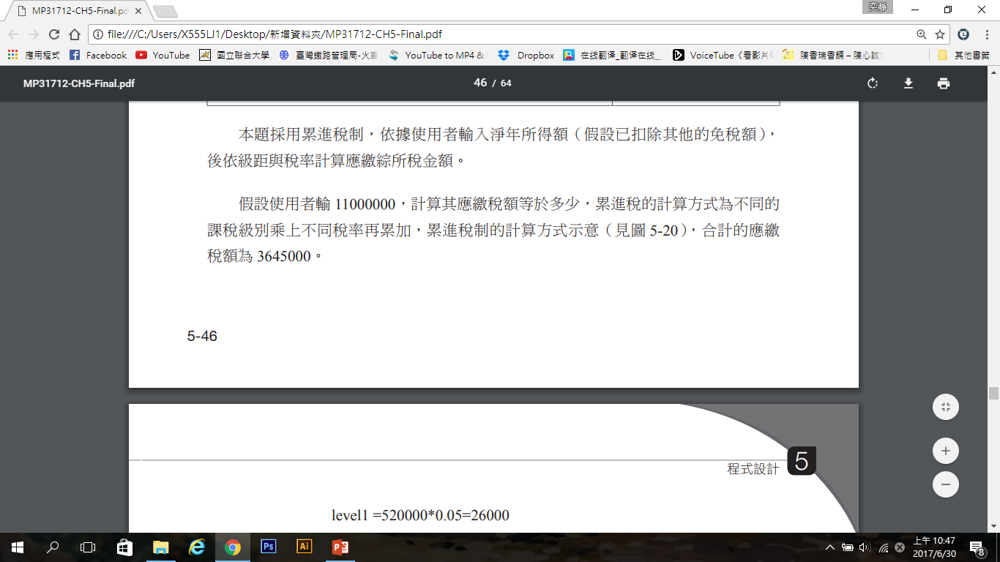 MP31712-CH5-Final.pd
奕靜
file:///C:/Users/X555LJ1/Desktop/新增資料夾/MP31712-CH5-Final.pdf
應用程式 Facebook YouTube 國立聯合大學 臺灣鐵路管理局-火車 YouTube to MP4 & Dropbox 在线翻译_翻译在线_ VoiceTube《看影片 陳香瑞香鋪 – 陳心誠 其他書籤
MP31712-CH5-Final.pdf 46 / 64
本題採用累進稅制，依據使用者輸入淨年所得額（假設已扣除其他的免稅額），
後依級距與稅率計算應繳綜所稅金額。
假設使用者輸 11000000，計算其應繳稅額等於多少，累進稅的計算方式為不同的
課稅級別乘上不同稅率再累加，累進稅制的計算方式示意（見圖 5-20），合計的應繳
稅額為 3645000。
5-46
程式設計 5
level1 =520000*0.05=26000
Ps Ai
上午 10:47
2017/6/30
8